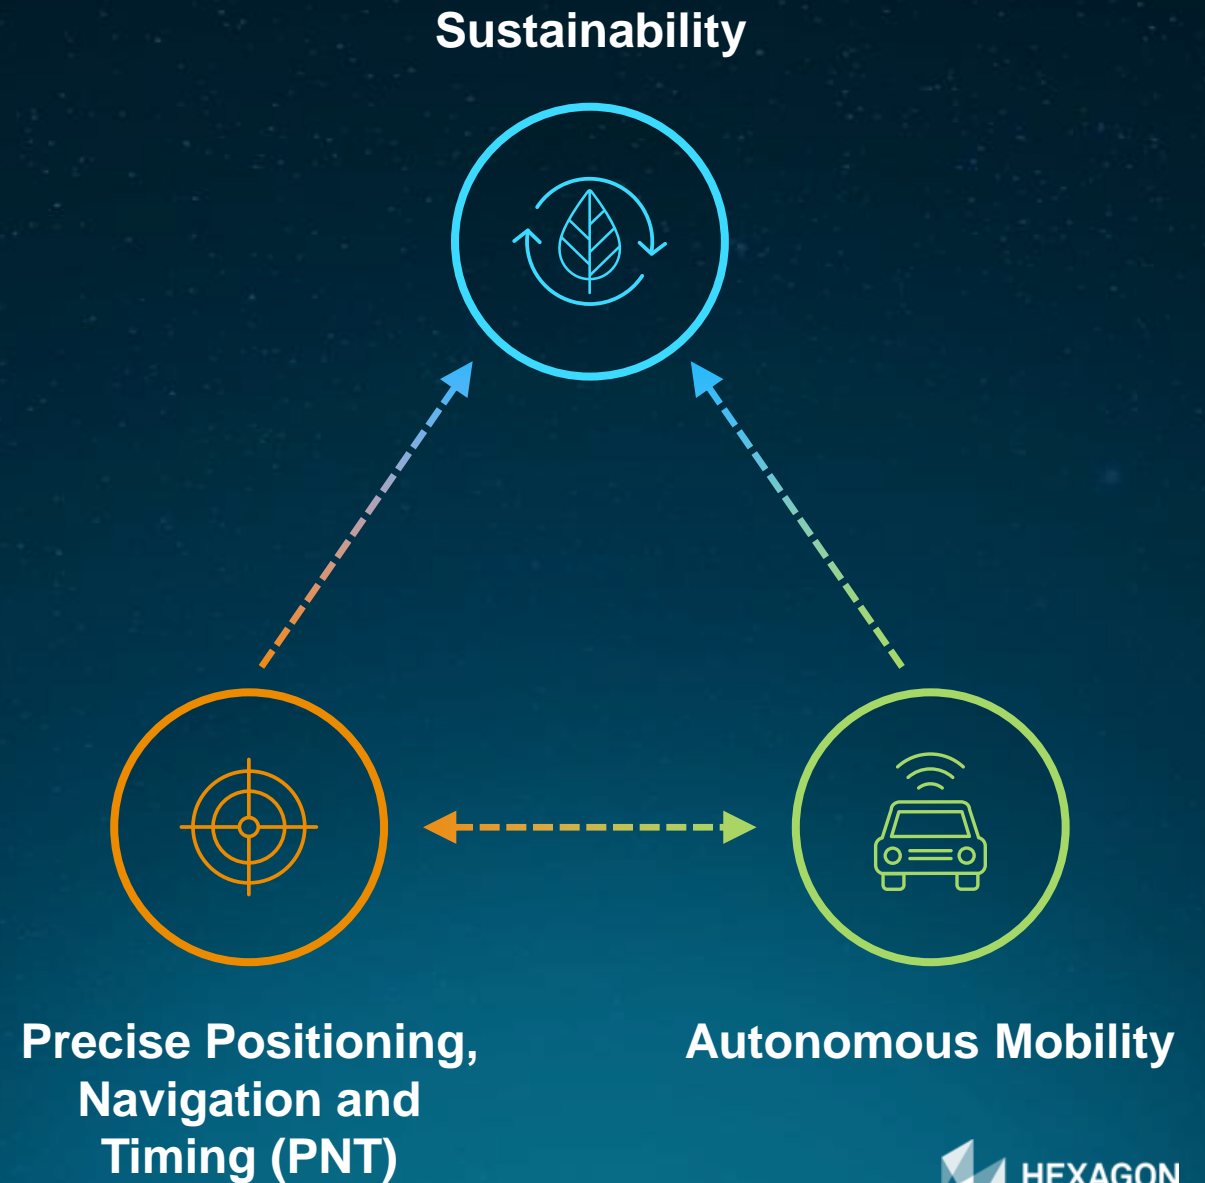 Sustainability
Precise Positioning,
Navigation and
Timing (PNT)
Autonomous Mobility
HEXAGON